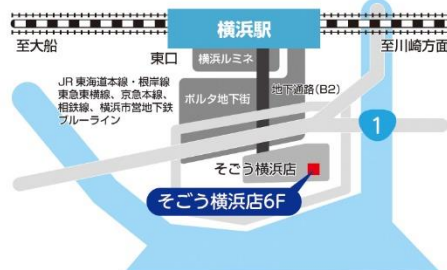 横浜駅
至大船
至川崎方面
東口
横浜ルミネ
JR 東海道本線・根岸線
東急東横線、京急本線、
相鉄線、横浜市営地下鉄
ブルーライン
ポルタ地下街
地下通路(B2)
1
そごう横浜店
そごう横浜店6F